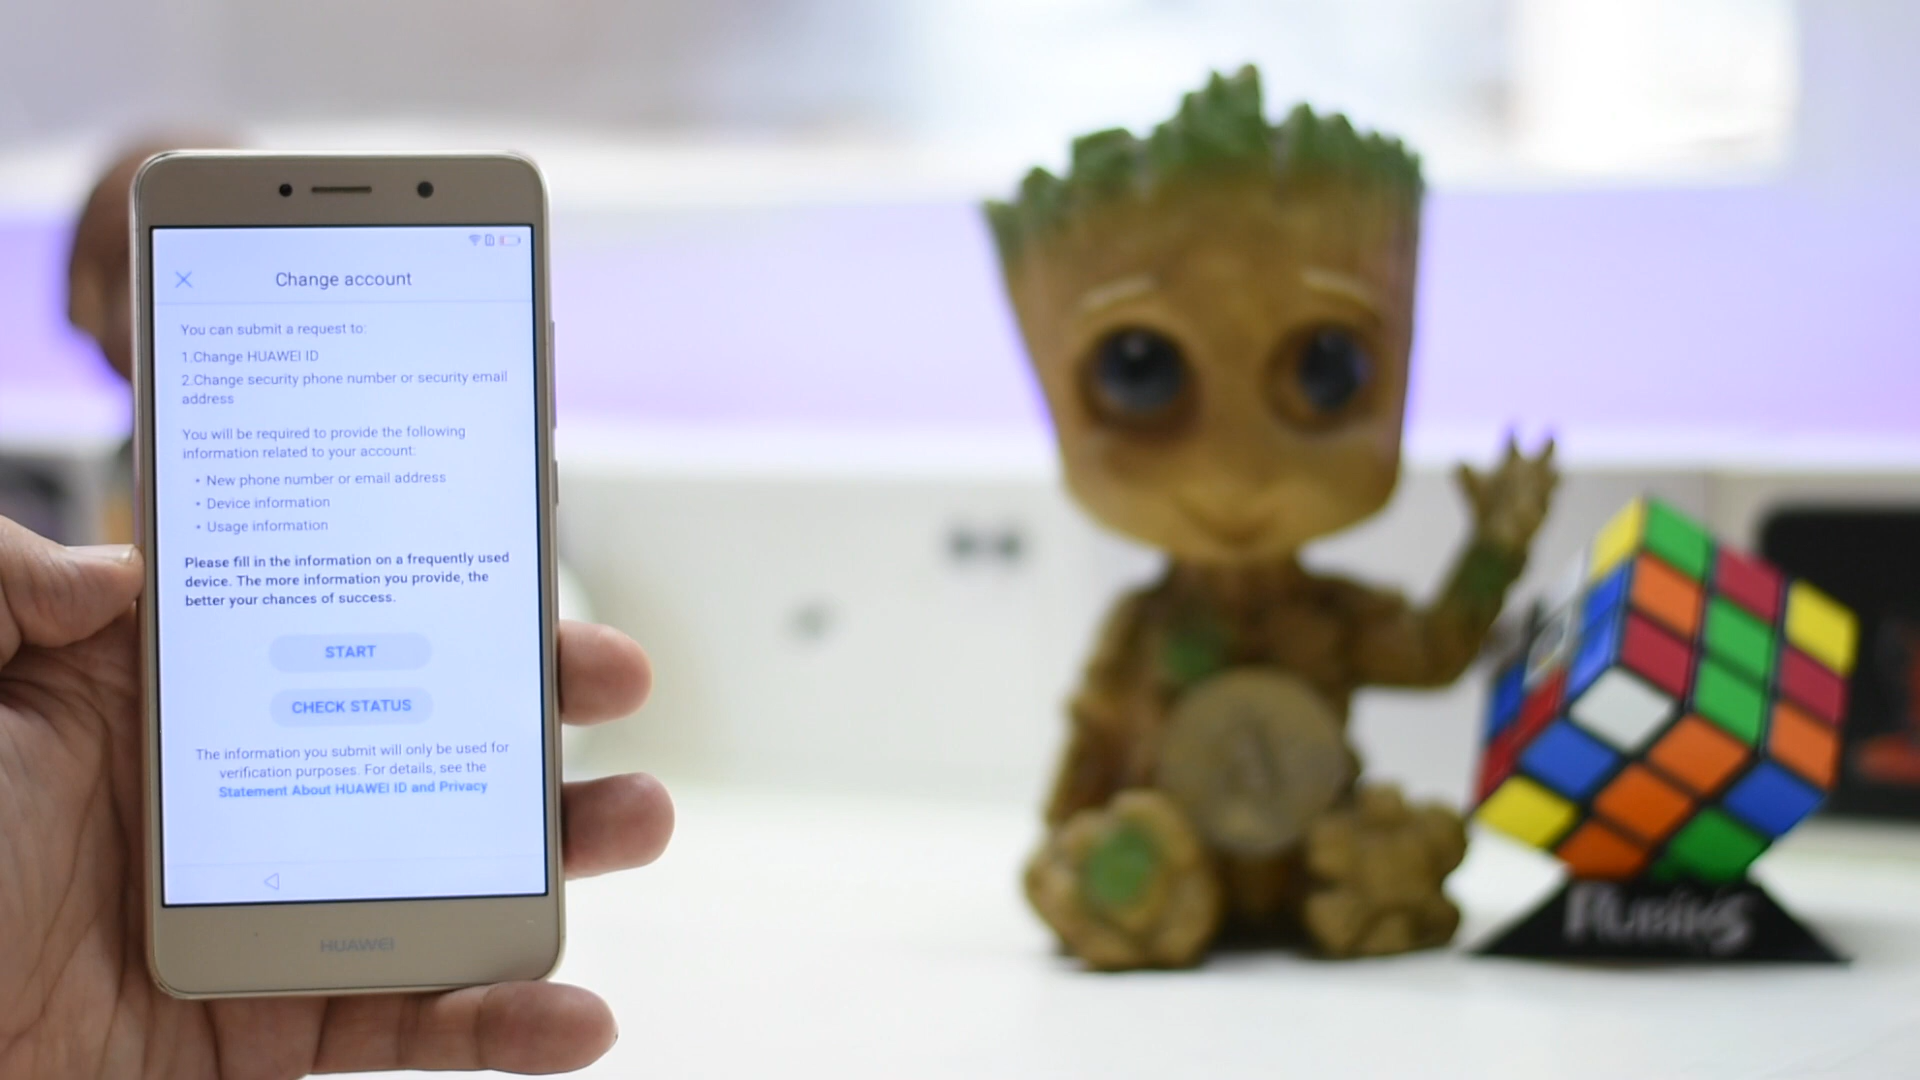 Change account
You can submit a request to:
1.Change HUAWEI ID
2.Change security phone number or security email
address
You will be required to provide the following
information related to your account:
• New phone number or email address
• Device information
• Usage information
Please fill in the information on a frequently used
device. The more information you provide, the
better your chances of success.
START
CHECK STATUS
The information you submit will only be used for
verification purposes. For details, see the
Statement About HUAWEI ID and Privacy
HUAWEI
Rubik's